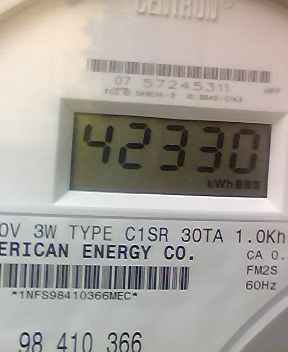 CENTRON®
07 57245311
42330
kWh
0V 3W TYPE C1SR 30TA 1.0Kh
ERICAN ENERGY CO.
CA 0.
FM2S
*1NFS98410366MEC*
60Hz
98 410 366